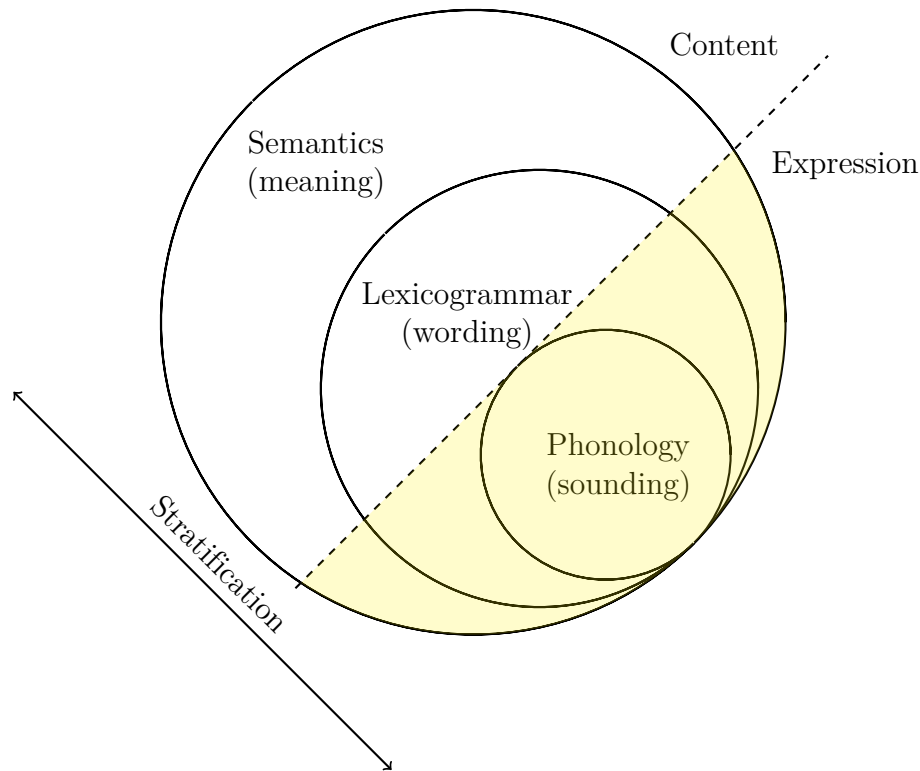 Content
Semantics
(meaning)
Expression
Lexicogrammar
(wording)
Phonology
(sounding)
Stratification